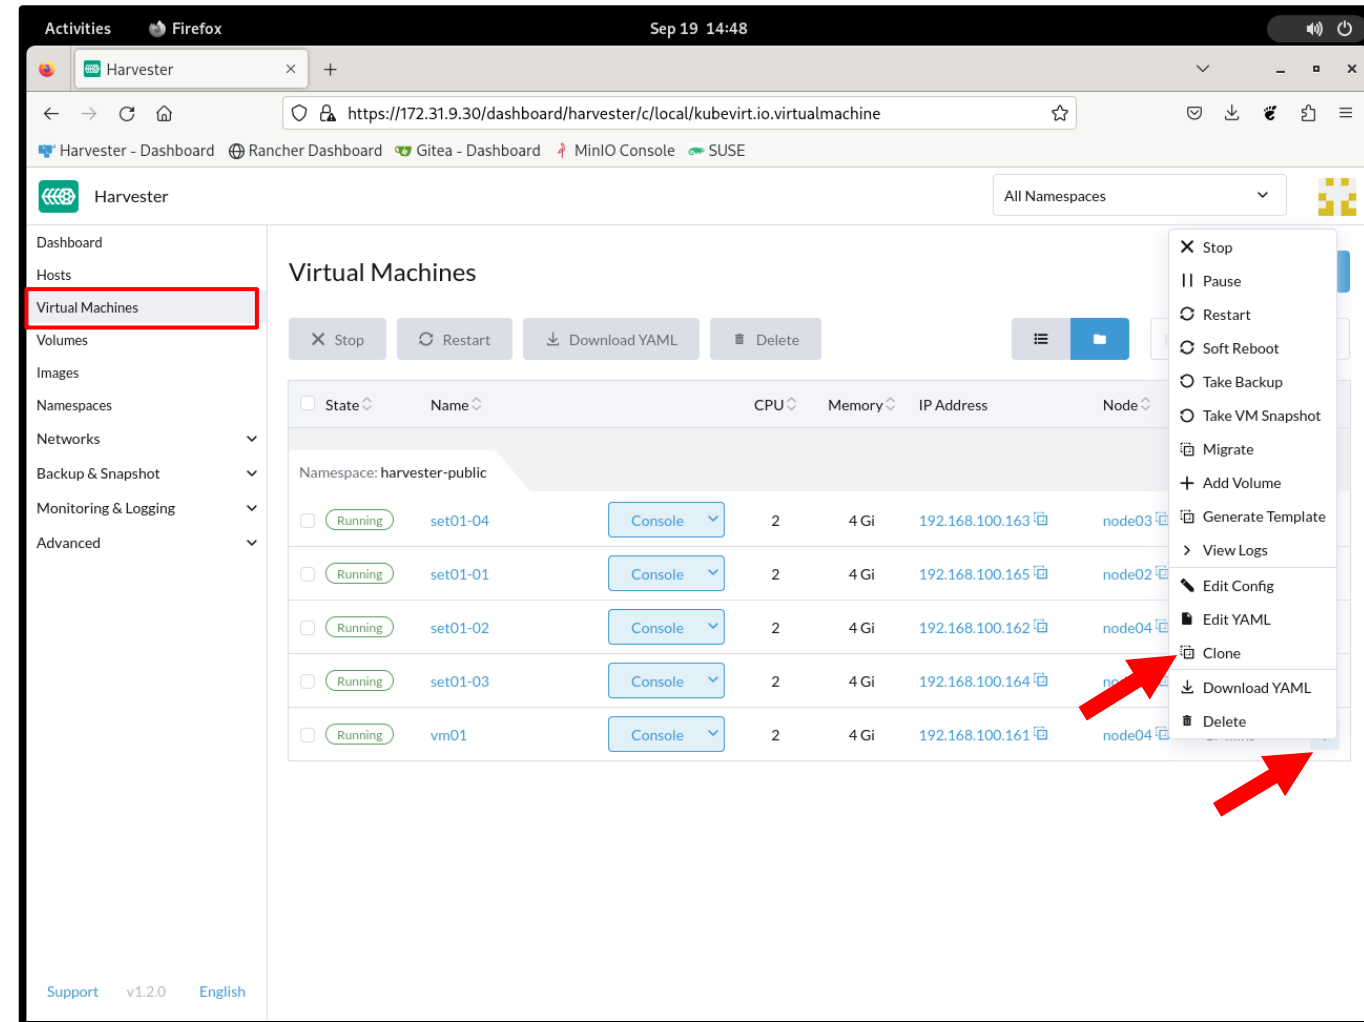 Activities Firefox Sep 19 14:48
Harvester
https://172.31.9.30/dashboard/harvester/c/local/kubevirt.io.virtualmachine
Harvester - Dashboard Rancher Dashboard Gitea - Dashboard MinIO Console SUSE
Harvester All Namespaces
Dashboard
Hosts
Virtual Machines
Volumes
Images
Namespaces
Networks
Backup & Snapshot
Monitoring & Logging
Advanced
Virtual Machines
Stop Restart Download YAML Delete
State Name CPU Memory IP Address Node
Namespace: harvester-public
Running set01-04 Console 2 4 Gi 192.168.100.163 node03
Running set01-01 Console 2 4 Gi 192.168.100.165 node02
Running set01-02 Console 2 4 Gi 192.168.100.162 node04
Running set01-03 Console 2 4 Gi 192.168.100.164
Running vm01 Console 2 4 Gi 192.168.100.161 node04
Stop
Pause
Restart
Soft Reboot
Take Backup
Take VM Snapshot
Migrate
Add Volume
Generate Template
View Logs
Edit Config
Edit YAML
Clone
Download YAML
Delete
Support v1.2.0 English